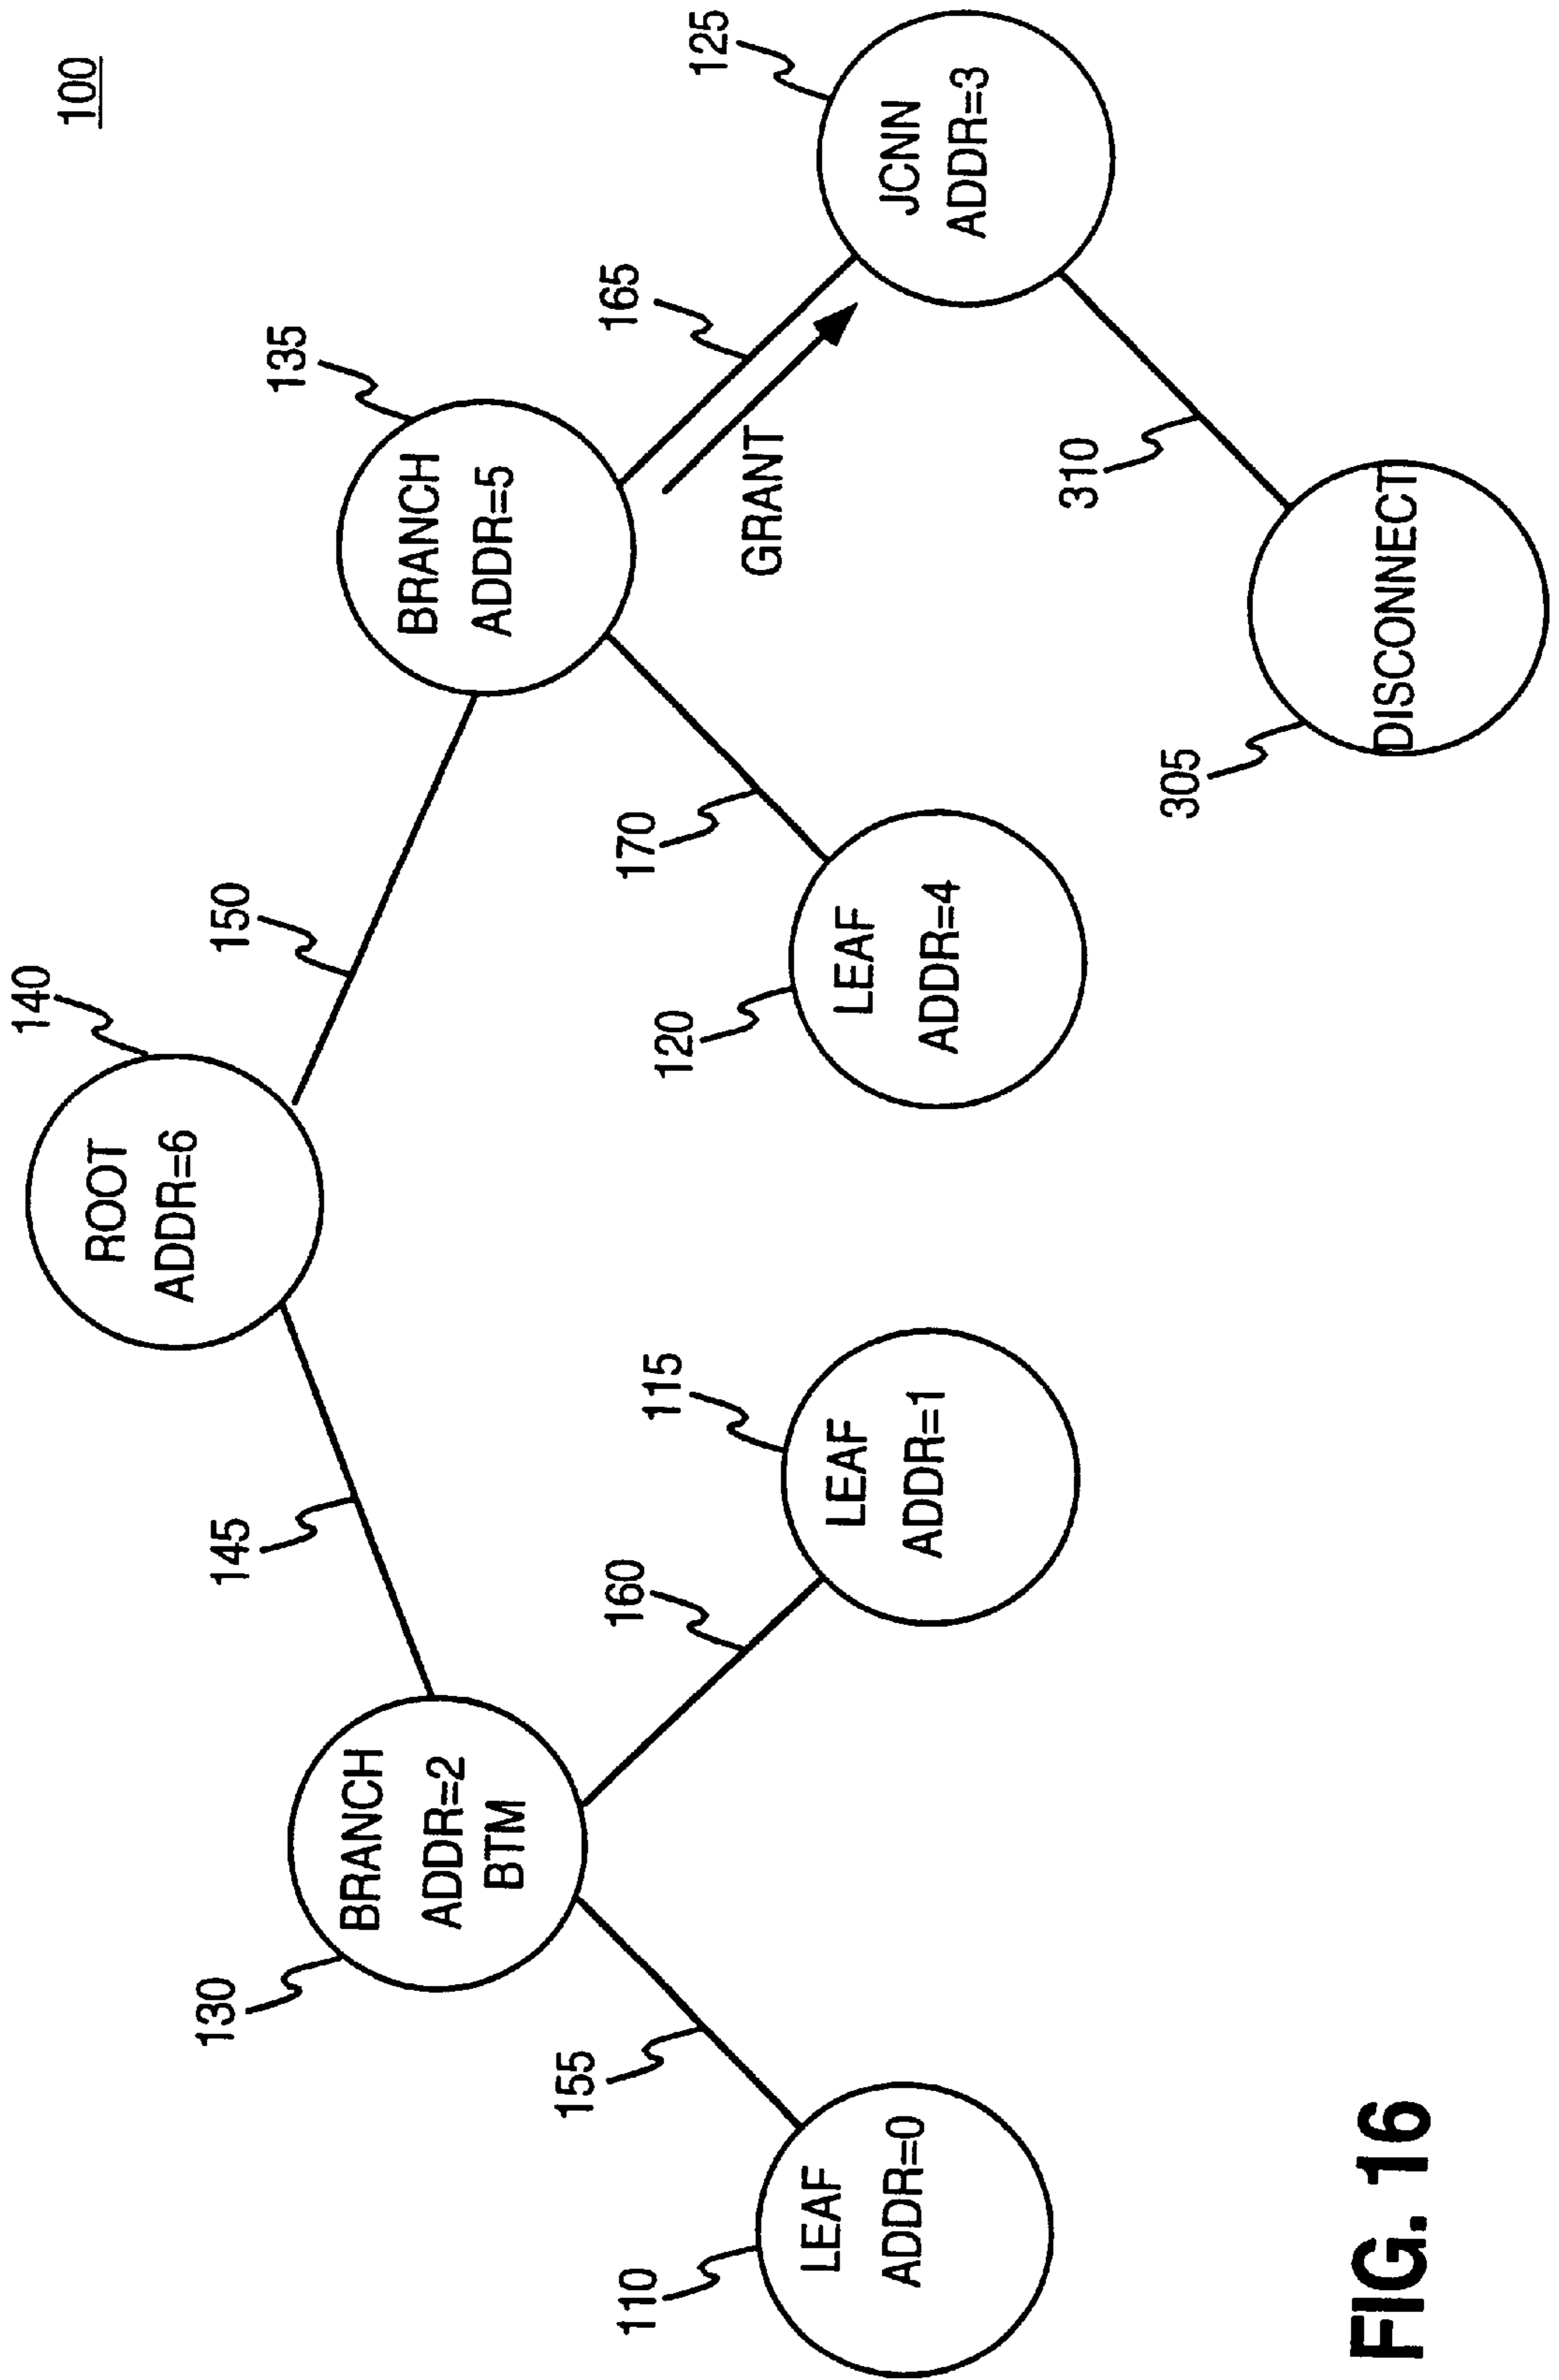 100
140
ROOT
ADDR=6
145
150
130
BRANCH
ADDR=2
BTM
135
BRANCH
ADDR=5
155
160
170
165
GRANT
110
LEAF
ADDR=0
115
LEAF
ADDR=1
120
LEAF
ADDR=4
125
JCNN
ADDR=3
310
305
DISCONNECT
FIG. 16